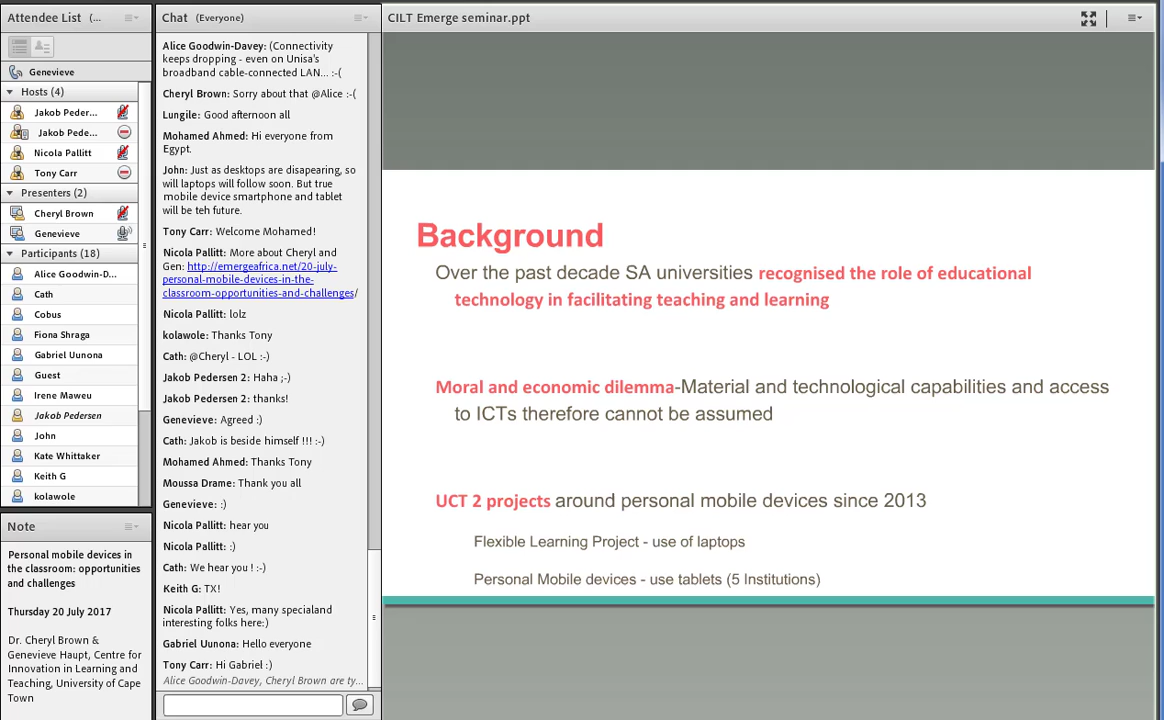 Attendee List (...
Genevieve
Hosts (4)
Jakob Peder...
Jakob Pede...
Nicola Pallitt
Tony Carr
Presenters (2)
Cheryl Brown
Genevieve
Participants (18)
Alice Goodwin-D...
Cath
Cobus
Fiona Shraga
Gabriel Uunona
Guest
Irene Maweu
Jakob Pedersen
John
Kate Whittaker
Keith G
kolawole
Note
Personal mobile devices in
the classroom: opportunities
and challenges
Thursday 20 July 2017
Dr. Cheryl Brown &
Genevieve Haupt, Centre for
Innovation in Learning and
Teaching, University of Cape
Town
Chat (Everyone)
Alice Goodwin-Davey: (Connectivity
keeps dropping - even on Unisa's
broadband cable-connected LAN... :-(
Cheryl Brown: Sorry about that @Alice :-(
Lungile: Good afternoon all
Mohamed Ahmed: Hi everyone from
Egypt.
John: Just as desktops are disapearing, so
will laptops will follow soon. But true
mobile device smartphone and tablet
will be teh future.
Tony Carr: Welcome Mohamed!
Nicola Pallitt: More about Cheryl and
Gen: http://emergeafrica.net/20-july-
personal-mobile-devices-in-the-
classroom-opportunities-and-challenges/
Nicola Pallitt: lolz
kolawole: Thanks Tony
Cath: @Cheryl - LOL :-)
Jakob Pedersen 2: Haha ;-)
Jakob Pedersen 2: thanks!
Genevieve: Agreed :)
Cath: Jakob is beside himself !!! :-)
Mohamed Ahmed: Thanks Tony
Moussa Drame: Thank you all
Genevieve: :)
Nicola Pallitt: hear you
Nicola Pallitt: :)
Cath: We hear you ! :-)
Keith G: TX!
Nicola Pallitt: Yes, many specialand
interesting folks here:)
Gabriel Uunona: Hello everyone
Tony Carr: Hi Gabriel :)
Alice Goodwin-Davey, Cheryl Brown are ty...
CILT Emerge seminar.ppt
Background
Over the past decade SA universities recognised the role of educational
technology in facilitating teaching and learning
Moral and economic dilemma-Material and technological capabilities and access
to ICTs therefore cannot be assumed
UCT 2 projects around personal mobile devices since 2013
Flexible Learning Project - use of laptops
Personal Mobile devices - use tablets (5 Institutions)